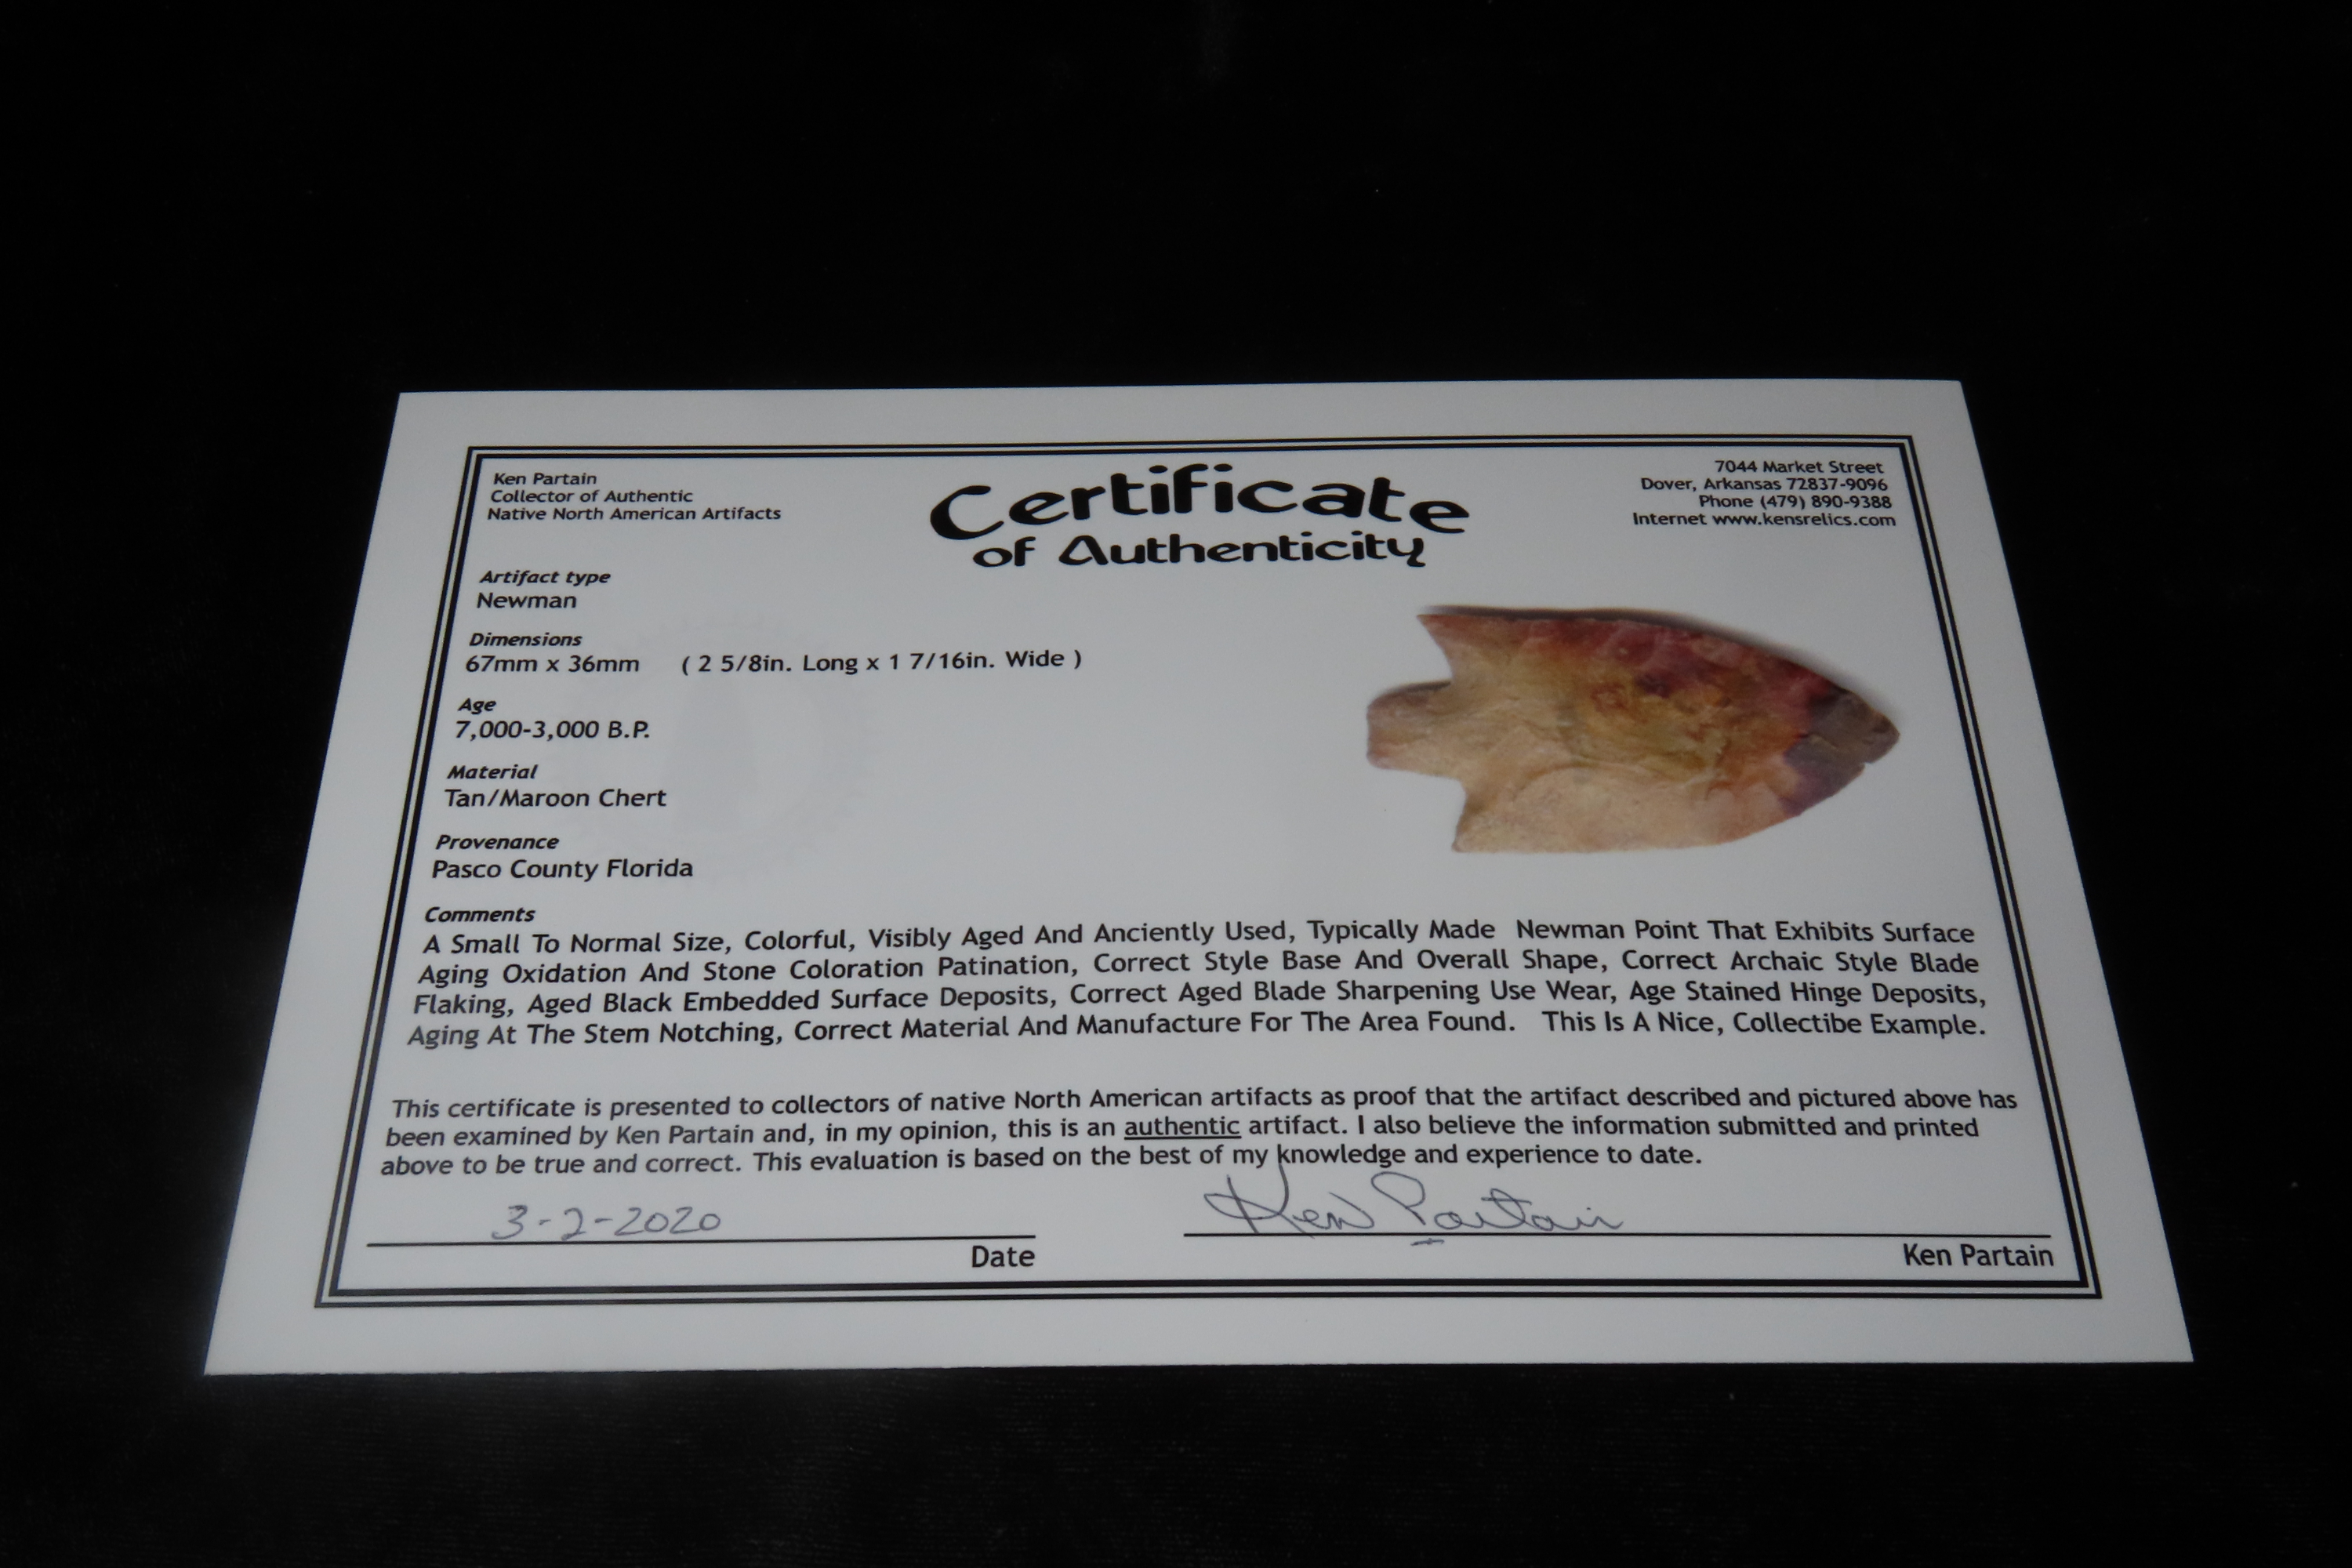 Ken Partain
Collector of Authentic
Native North American Artifacts
Certificate
of Authenticity
7044 Market Street
Dover, Arkansas 72837-9096
Phone (479) 890-9388
Internet www.kensrelics.com
Artifact type
Newman
Dimensions
67mm x 36mm ( 2 5/8in. Long x 1 7/16in. Wide )
Age
7,000-3,000 B.P.
Material
Tan/Maroon Chert
Provenance
Pasco County Florida
Comments
A Small To Normal Size, Colorful, Visibly Aged And Anciently Used, Typically Made Newman Point That Exhibits Surface
Aging Oxidation And Stone Coloration Patination, Correct Style Base And Overall Shape, Correct Archaic Style Blade
Flaking, Aged Black Embedded Surface Deposits, Correct Aged Blade Sharpening Use Wear, Age Stained Hinge Deposits,
Aging At The Stem Notching, Correct Material And Manufacture For The Area Found. This Is A Nice, Collectibe Example.
This certificate is presented to collectors of native North American artifacts as proof that the artifact described and pictured above has
been examined by Ken Partain and, in my opinion, this is an authentic artifact. I also believe the information submitted and printed
above to be true and correct. This evaluation is based on the best of my knowledge and experience to date.
3-2-2020
Ken Partain
Date
Ken Partain